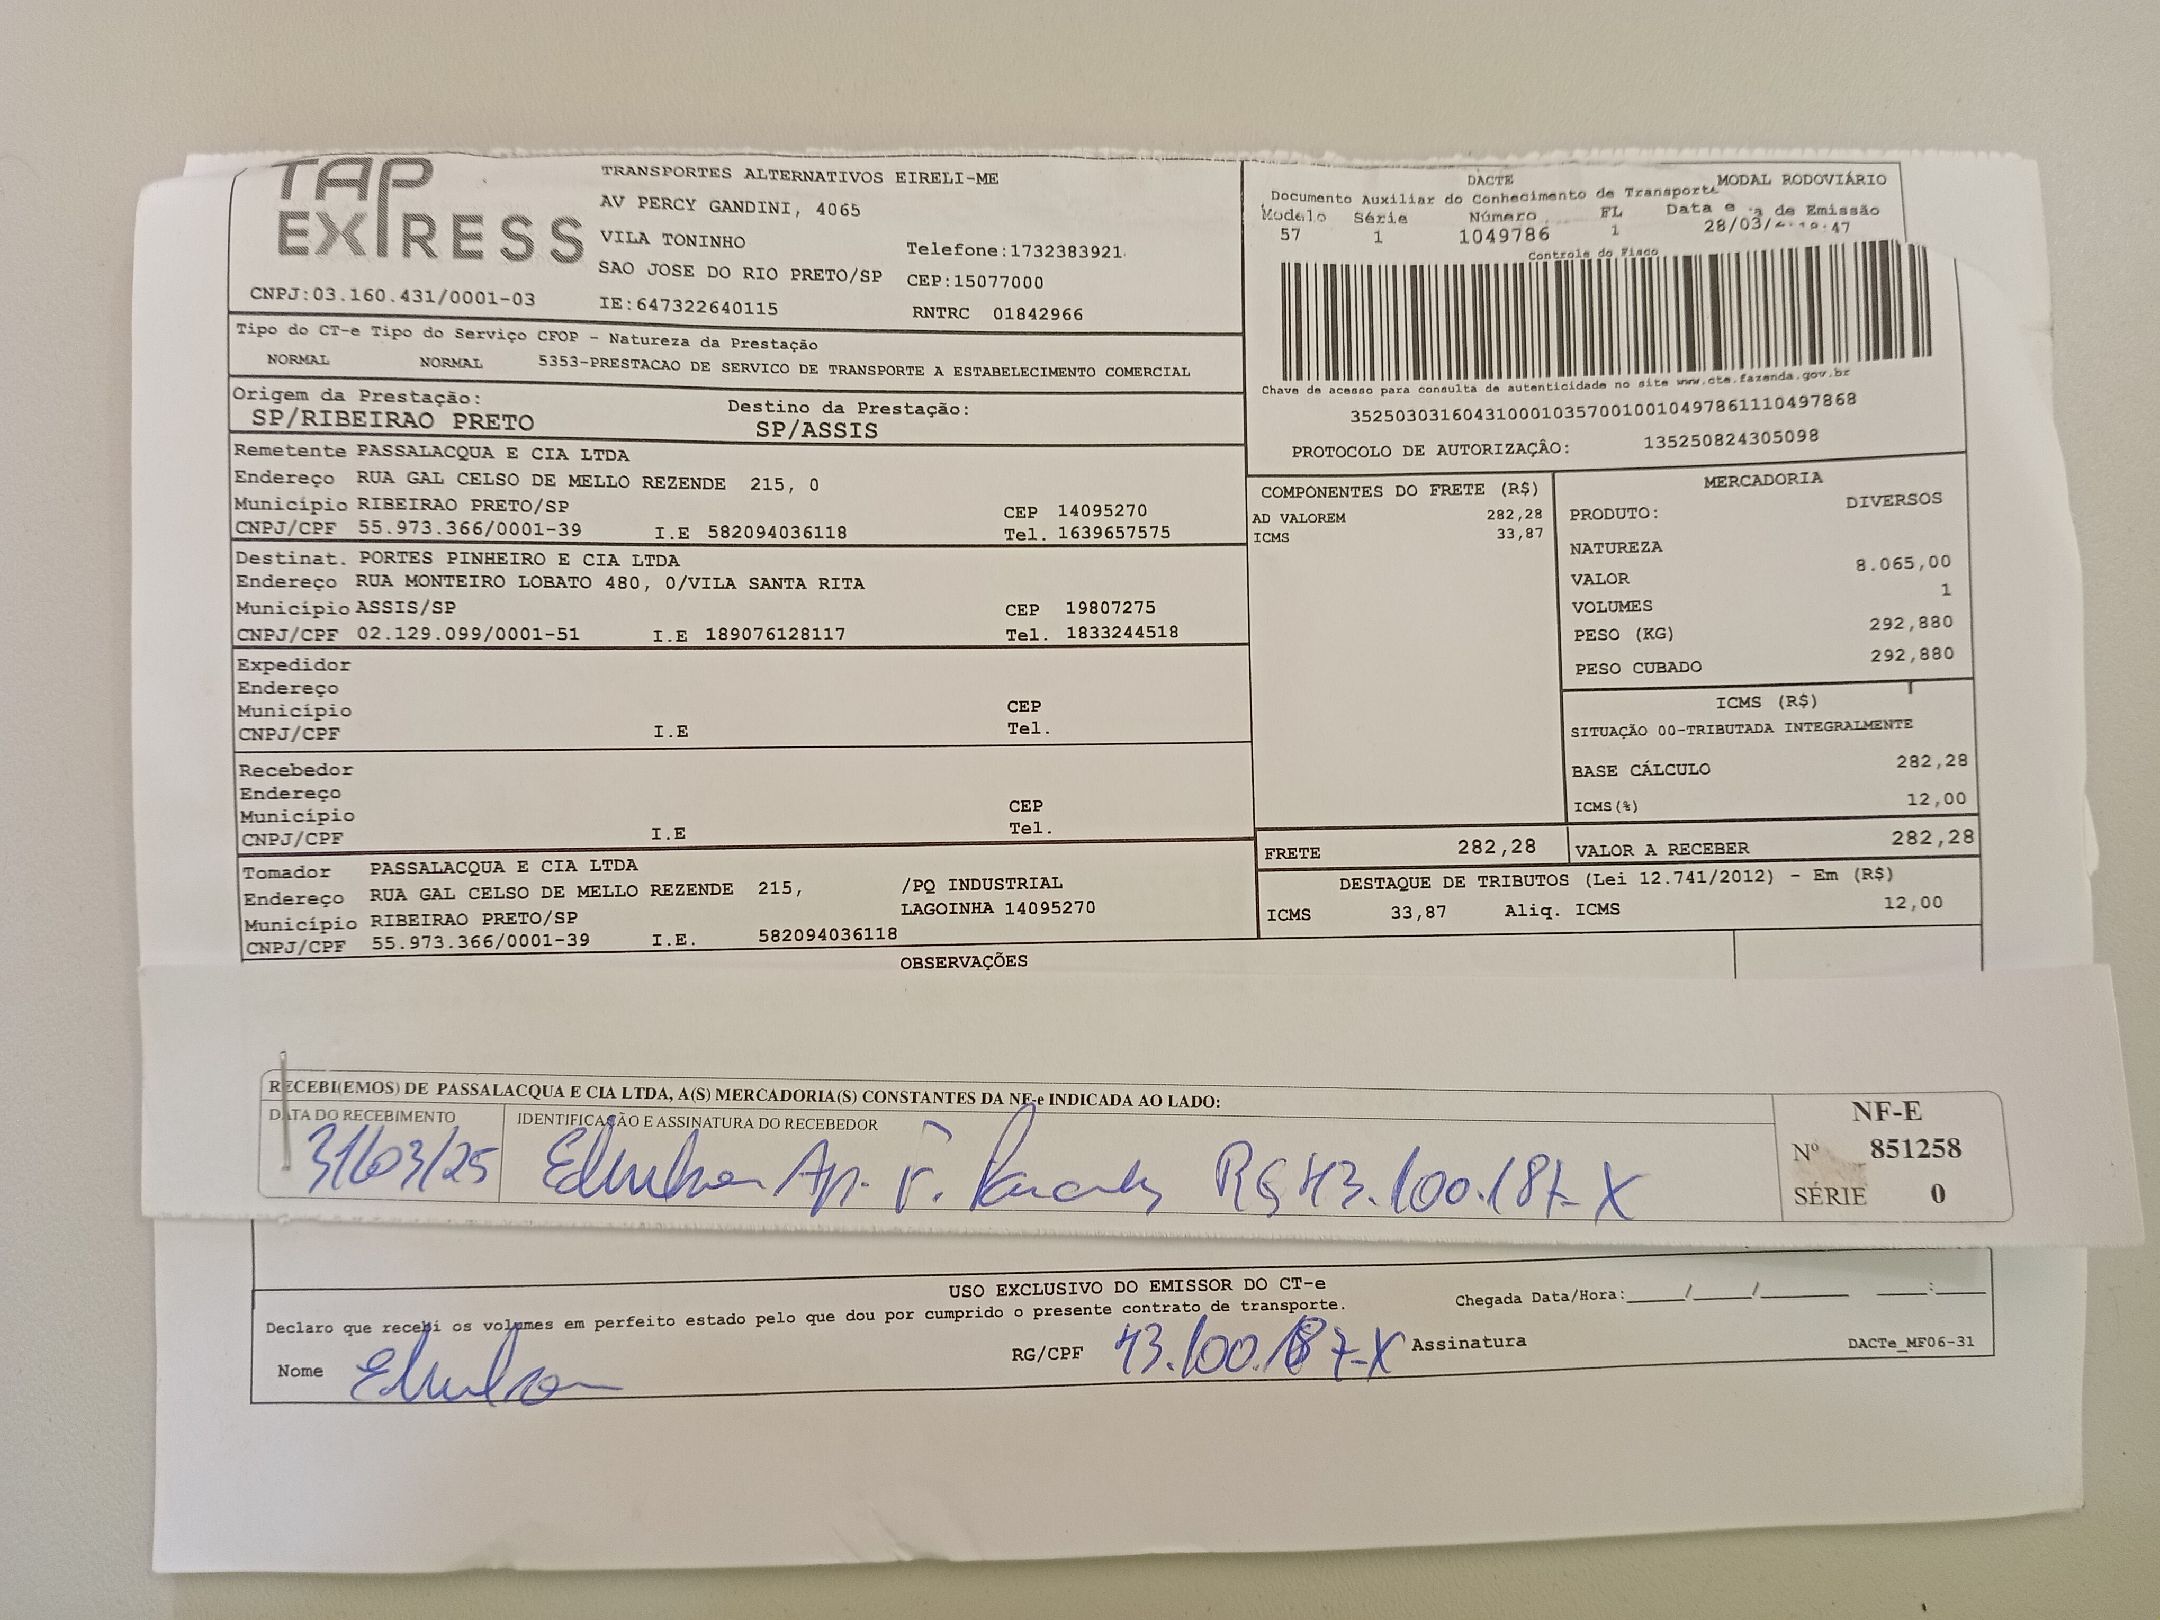 TAP
EXPRESS
CNPJ:03.160.431/0001-03
TRANSPORTES ALTERNATIVOS EIRELI-ME
AV PERCY GANDINI, 4065
VILA TONINHO
Telefone:1732383921
SAO JOSE DO RIO PRETO/SP CEP:15077000
IE:647322640115 RNTRC 01842966
DACTE MODAL RODOVIÁRIO
Documento Auxiliar do Conhecimento de Transporte
Modelo Série Número FL Data e de Emissão
57 1 1049786 1 28/03/
Controle do Fisco
Chave de acesso para consulta de autenticidade no site www.cte.fazenda.gov.br
35250303160431000103570010010497861110497868
PROTOCOLO DE AUTORIZAÇÂO: 135250824305098
Tipo do CT-e Tipo do Serviço CFOP - Natureza da Prestação
NORMAL NORMAL 5353-PRESTACAO DE SERVICO DE TRANSPORTE A ESTABELECIMENTO COMERCIAL
Origem da Prestação: Destino da Prestação:
SP/RIBEIRAO PRETO SP/ASSIS
Remetente PASSALACQUA E CIA LTDA
Endereço RUA GAL CELSO DE MELLO REZENDE 215, 0
Município RIBEIRAO PRETO/SP CEP 14095270
CNPJ/CPF 55.973.366/0001-39 I.E 582094036118 Tel. 1639657575
Destinat. PORTES PINHEIRO E CIA LTDA
Endereço RUA MONTEIRO LOBATO 480, 0/VILA SANTA RITA
Município ASSIS/SP CEP 19807275
CNPJ/CPF 02.129.099/0001-51 I.E 189076128117 Tel. 1833244518
Expedidor
Endereço
Município CEP
CNPJ/CPF I.E Tel.
Recebedor
Endereço
Município CEP
CNPJ/CPF I.E Tel.
Tomador PASSALACQUA E CIA LTDA
Endereço RUA GAL CELSO DE MELLO REZENDE 215, /PQ INDUSTRIAL
Município RIBEIRAO PRETO/SP LAGOINHA 14095270
CNPJ/CPF 55.973.366/0001-39 I.E. 582094036118
COMPONENTES DO FRETE (R$)
AD VALOREM 282,28
ICMS 33,87
MERCADORIA
PRODUTO: DIVERSOS
NATUREZA
VALOR 8.065,00
VOLUMES 1
PESO (KG) 292,880
PESO CUBADO 292,880
ICMS (R$)
SITUAÇÃO 00-TRIBUTADA INTEGRALMENTE
BASE CÁLCULO 282,28
ICMS(%) 12,00
FRETE 282,28 VALOR A RECEBER 282,28
DESTAQUE DE TRIBUTOS (Lei 12.741/2012) - Em (R$)
ICMS 33,87 Aliq. ICMS 12,00
OBSERVAÇÕES
RECEBI(EMOS) DE PASSALACQUA E CIA LTDA, A(S) MERCADORIA(S) CONSTANTES DA NF-e INDICADA AO LADO:
DATA DO RECEBIMENTO IDENTIFICAÇÃO E ASSINATURA DO RECEBEDOR
31/03/25 Edmilson Ap. RG 43.100.187-X
NF-E
Nº 851258
SÉRIE 0
USO EXCLUSIVO DO EMISSOR DO CT-e
Declaro que recebi os volumes em perfeito estado pelo que dou por cumprido o presente contrato de transporte.
Chegada Data/Hora:____/____/______ ___:___
Nome Edmilson RG/CPF 43.100.187-X Assinatura
DACTe_MF06-31